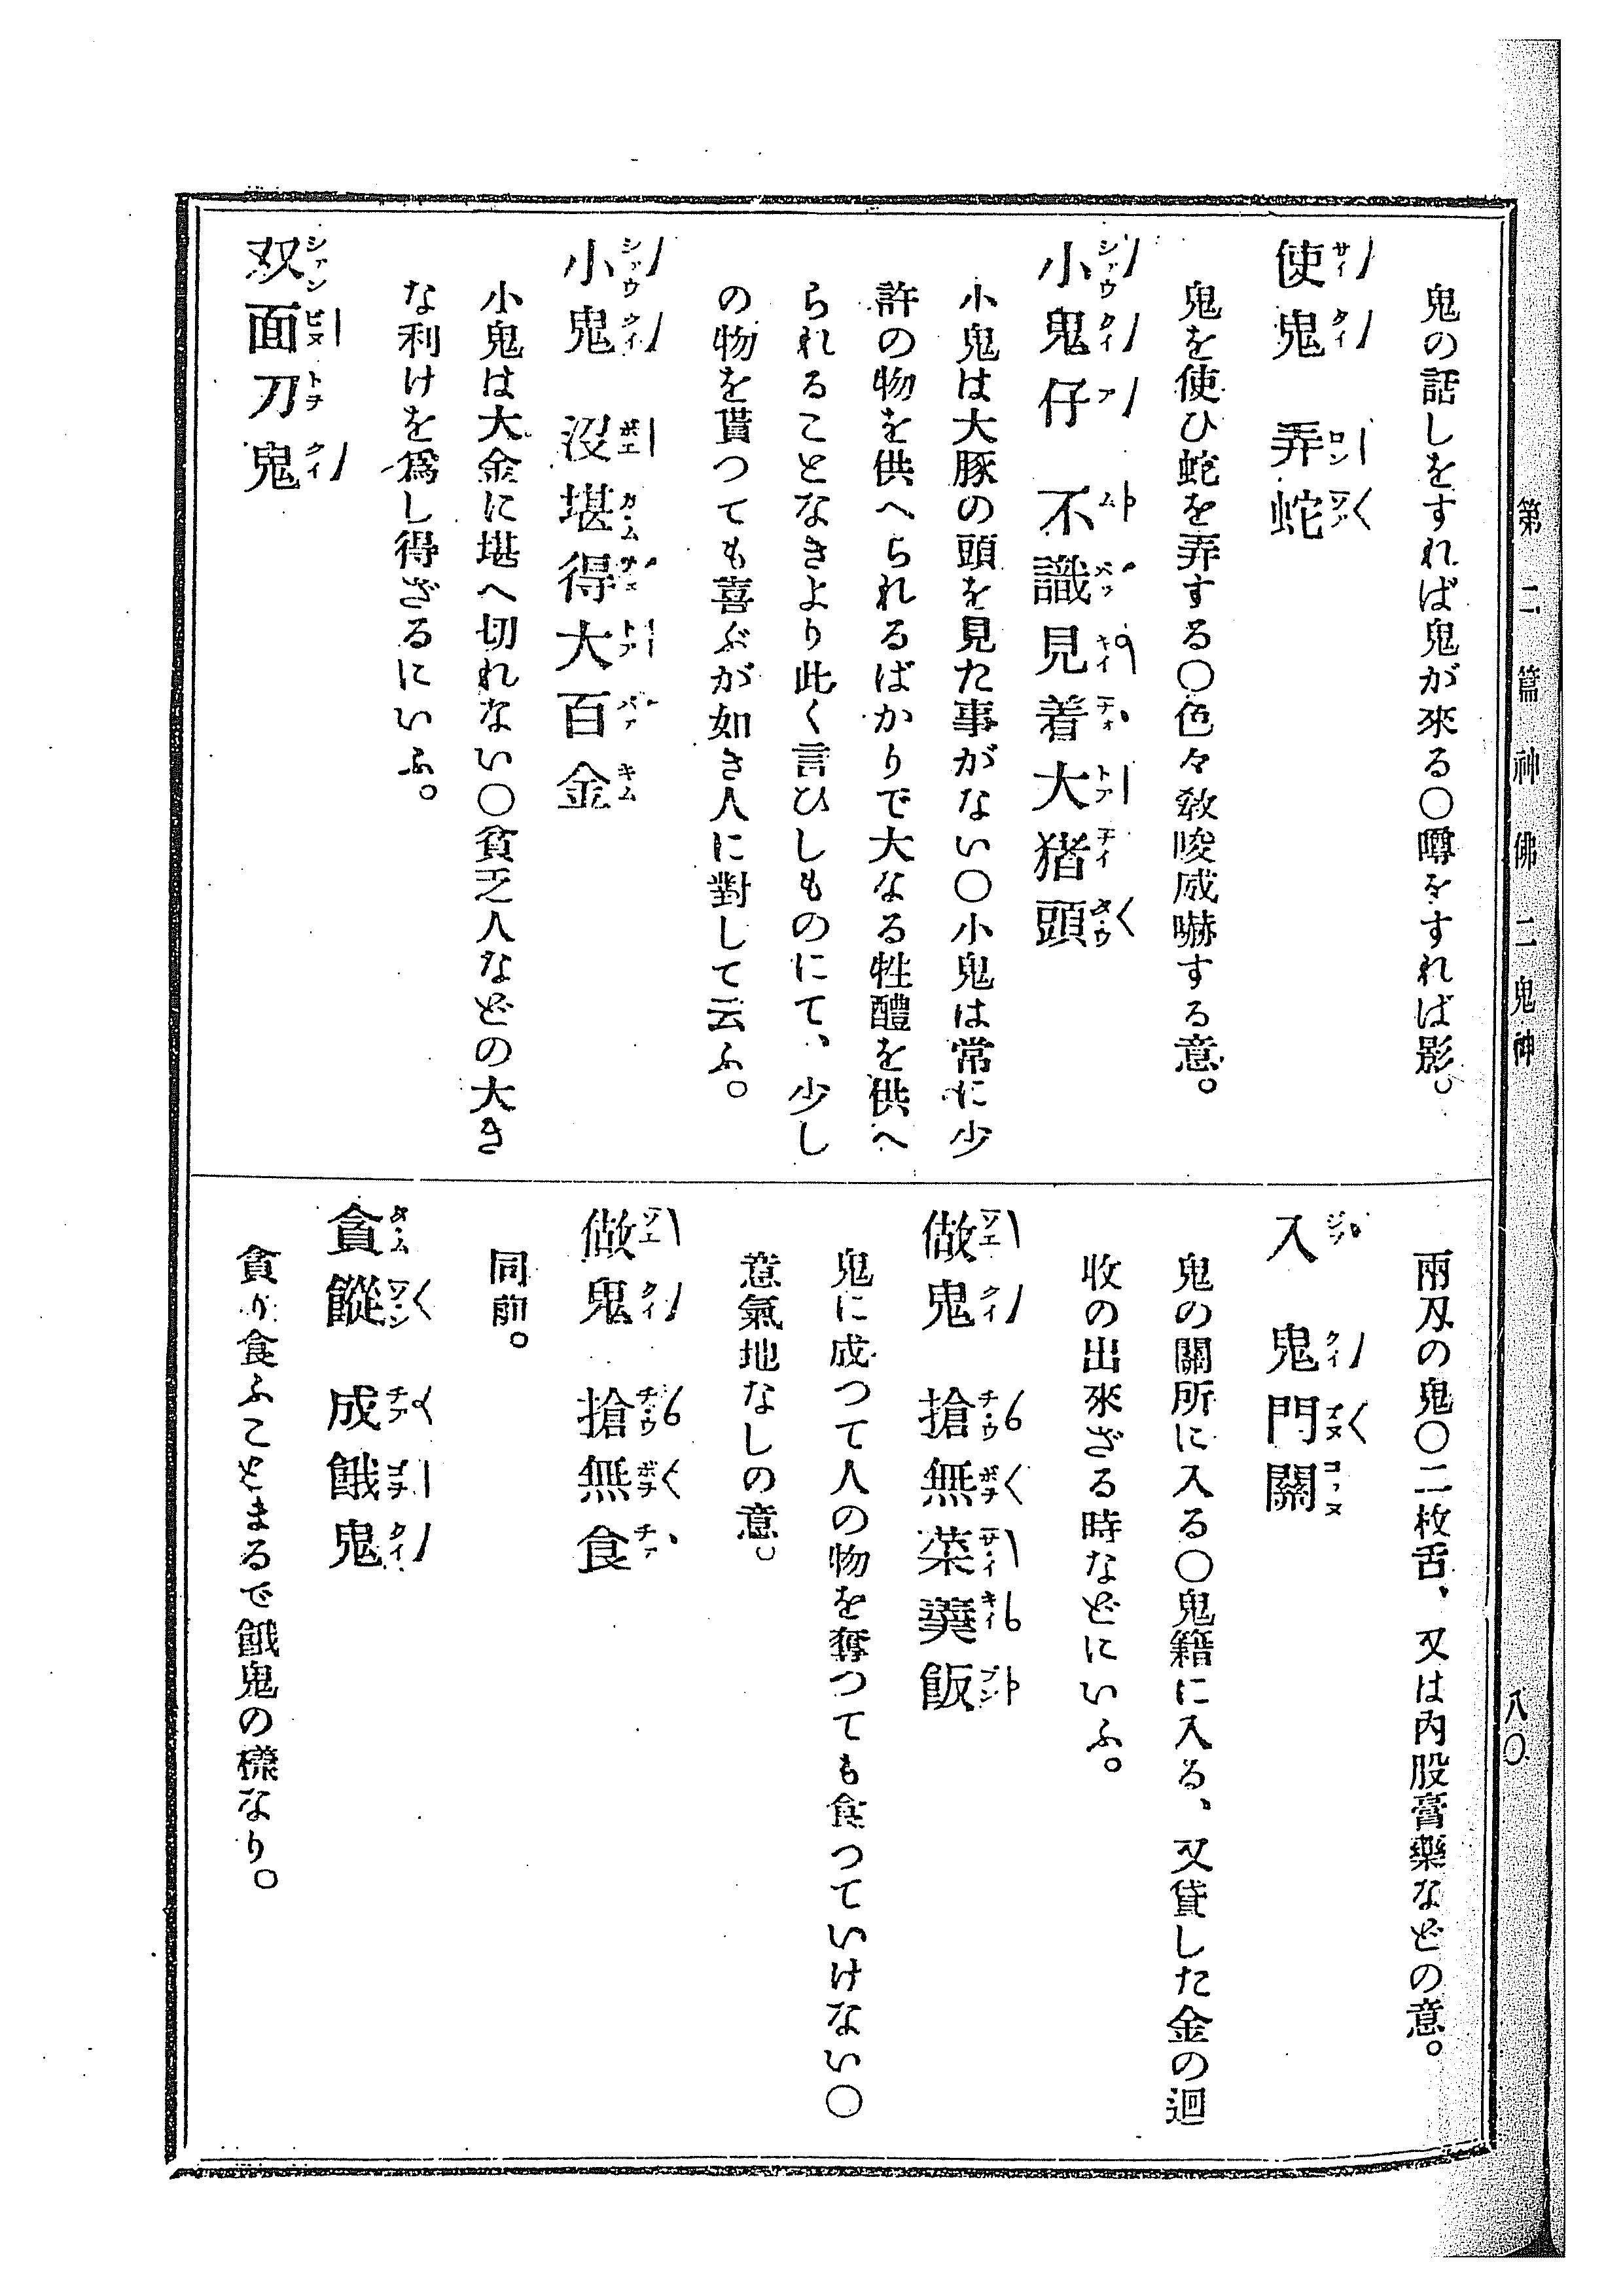 第二篇 神佛 二 鬼神
八〇
鬼の話しをすれば鬼が來る〇噂をすれば影。
使鬼 弄蛇
鬼を使ひ蛇を弄する〇色々敎唆威嚇する意。
小鬼仔 不識見着大猪頭
小鬼は大豚の頭を見た事がない〇小鬼は常に少
許の物を供へられるばかりで大なる牲醴を供へ
られることなきより此く言ひしものにて、少し
の物を貰つても喜ぶが如き人に對して云ふ。
小鬼 沒堪得大百金
小鬼は大金に堪へ切れない〇貧乏人などの大き
な利けを爲し得ざるにいふ。
双面刀鬼
兩刄の鬼〇二枚舌、又は內股膏藥などの意。
入 鬼門關
鬼の關所に入る〇鬼籍に入る、又貸した金の迴
收の出來ざる時などにいふ。
做鬼 搶無菜羹飯
鬼に成つて人の物を奪つても食つていけない〇
意氣地なしの意。
做鬼 搶無食
同前。
貪饞 成餓鬼
貪り食ふことまるで餓鬼の樣なり。